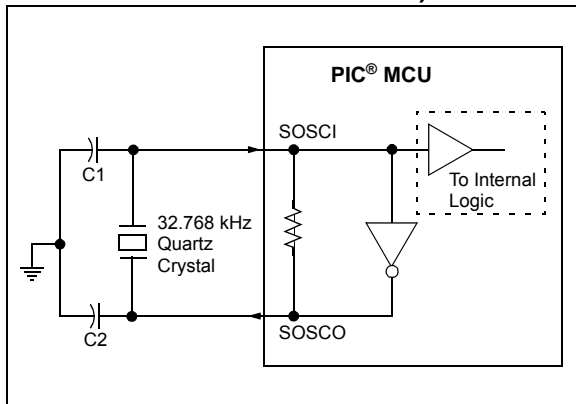 PIC® MCU
SOSCI
C1
To Internal
Logic
32.768 kHz
Quartz
Crystal
SOSCO
C2